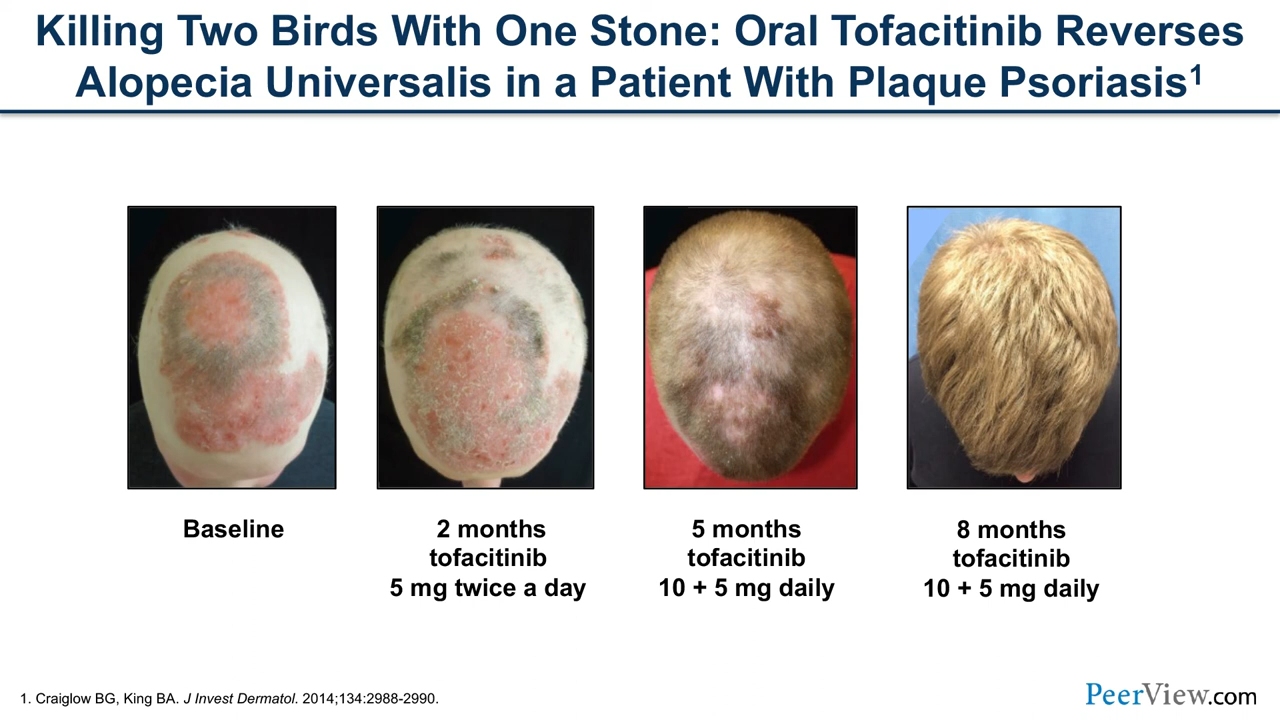 Killing Two Birds With One Stone: Oral Tofacitinib Reverses
Alopecia Universalis in a Patient With Plaque Psoriasis¹
Baseline
2 months
tofacitinib
5 mg twice a day
5 months
tofacitinib
10 + 5 mg daily
8 months
tofacitinib
10 + 5 mg daily
1. Craiglow BG, King BA. J Invest Dermatol. 2014;134:2988-2990.
PeerView.com